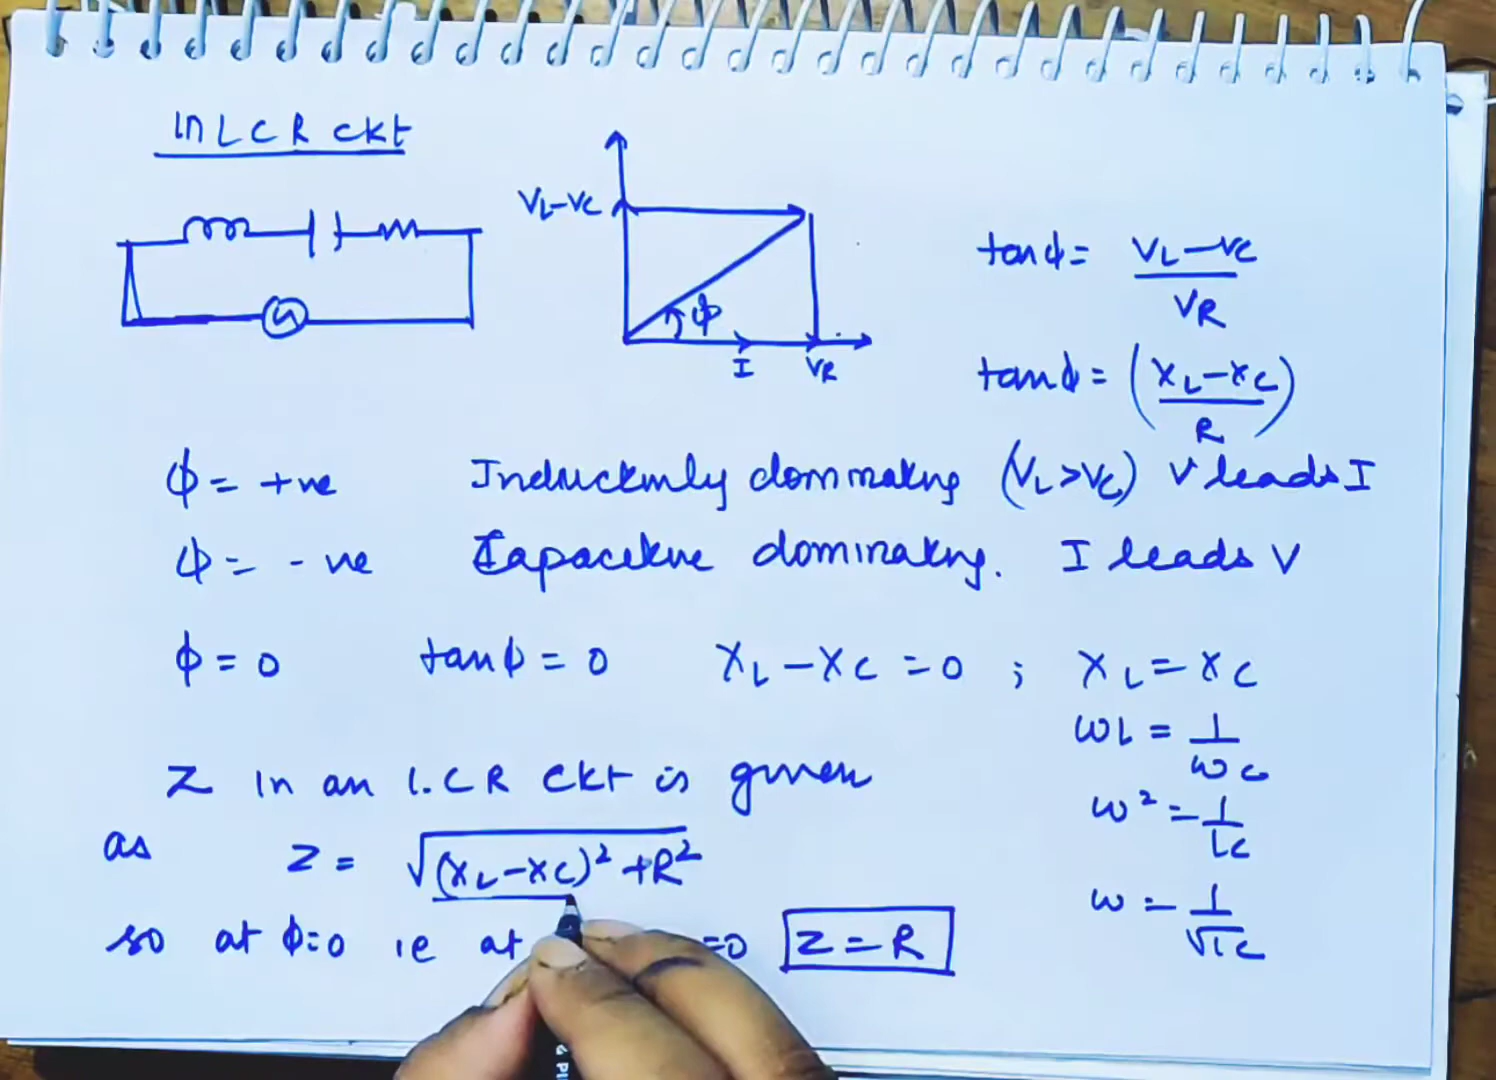 In LCR ckt
VL-VC
ϕ
I
VR
tanϕ = VL-VC / VR
tanϕ = (XL-XC / R)
ϕ = +ve Inductively dominating (VL>VC) V leads I
ϕ = -ve Capacitive dominating. I leads V
ϕ = 0 tanϕ = 0 XL-XC = 0 ; XL = XC
ωL = 1/ωC
ω² = 1/LC
ω = 1/√LC
Z in an L.C R ckt is given
as Z = √(XL-XC)² + R²
so at ϕ=0 ie at =0 Z = R